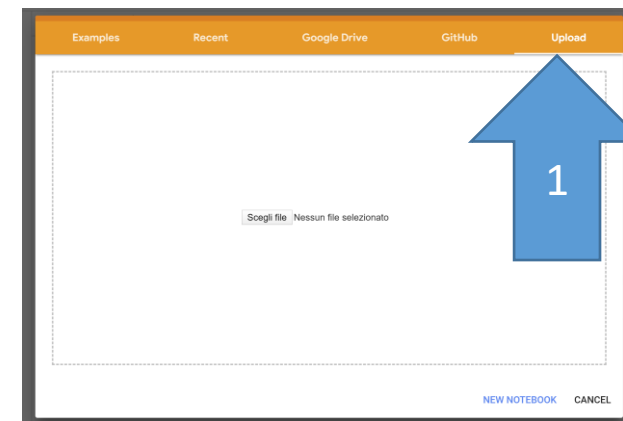 Examples Recent Google Drive GitHub Upload
1
Scegli file Nessun file selezionato
NEW NOTEBOOK CANCEL